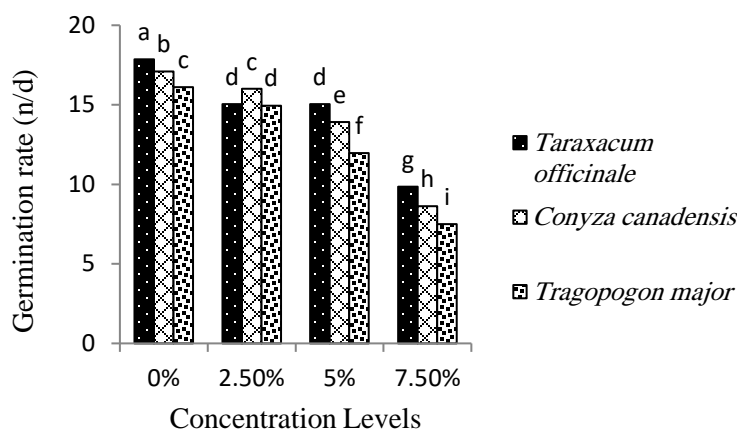 20
15
10
5
0
Germination rate (n/d)
a b c
d c d
d e f
g h i
0% 2.50% 5% 7.50%
Concentration Levels
Taraxacum
officinale
Conyza canadensis
Tragopogon major